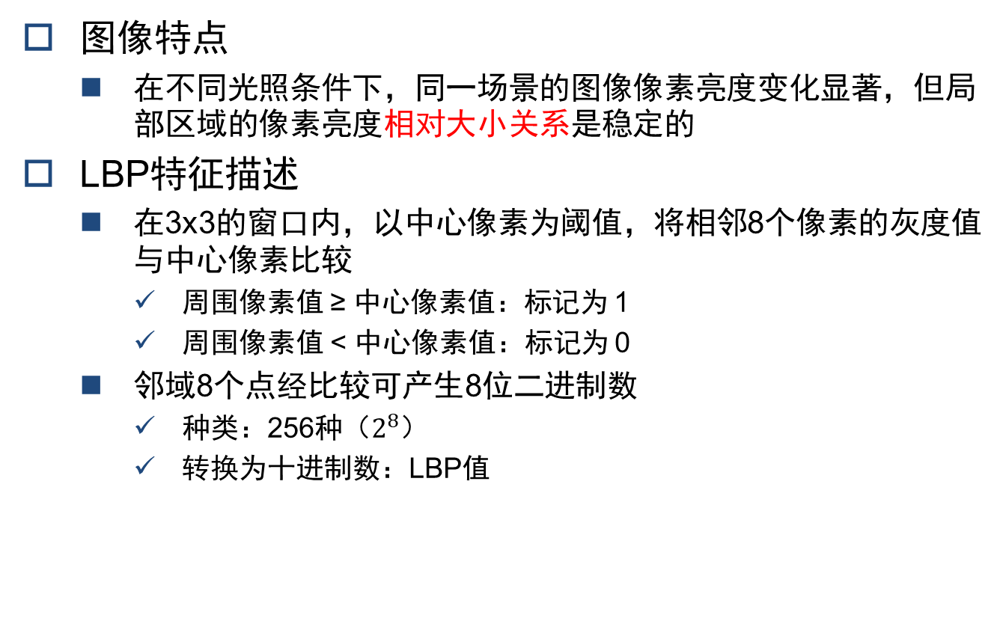 图像特点
在不同光照条件下，同一场景的图像像素亮度变化显著，但局
部区域的像素亮度相对大小关系是稳定的
LBP特征描述
在3x3的窗口内，以中心像素为阈值，将相邻8个像素的灰度值
与中心像素比较
周围像素值 ≥ 中心像素值：标记为 1
周围像素值 < 中心像素值：标记为 0
邻域8个点经比较可产生8位二进制数
种类：256种（2⁸）
转换为十进制数：LBP值